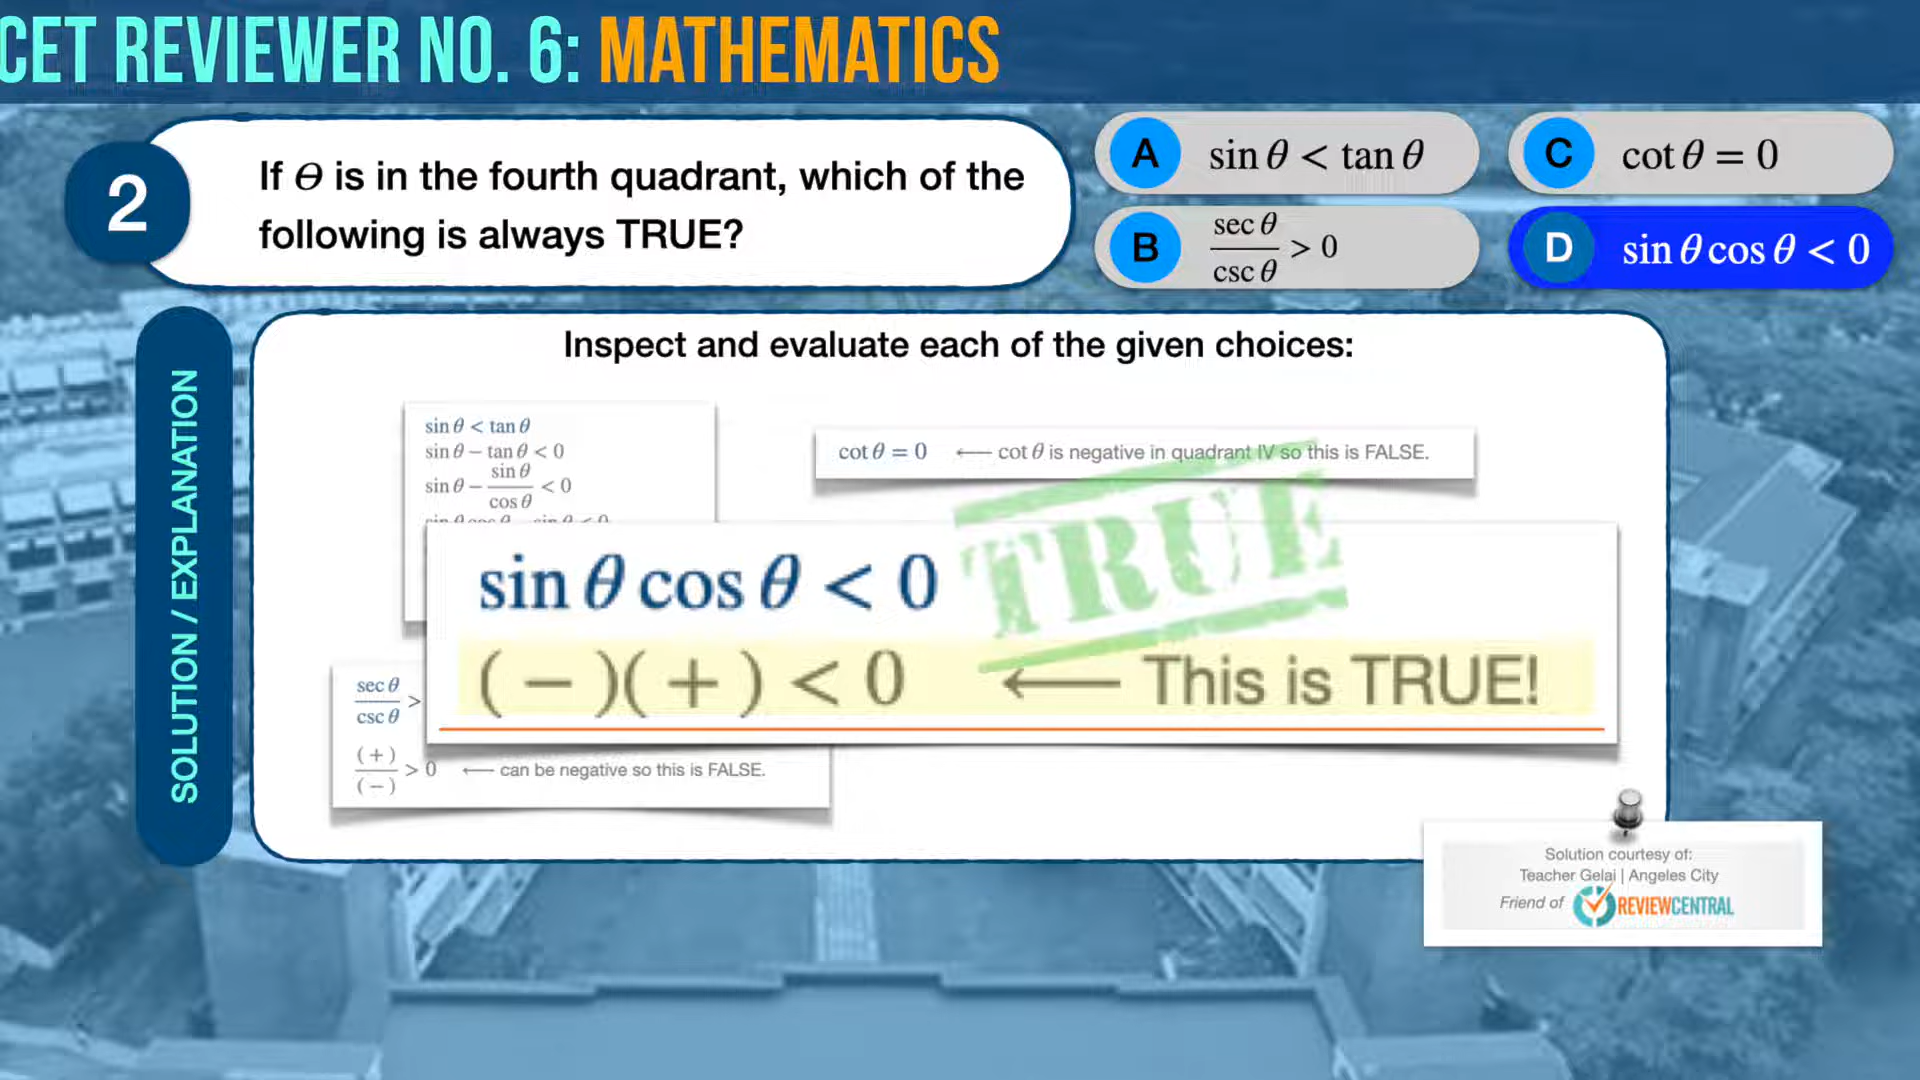 CET REVIEWER NO. 6: MATHEMATICS
2
If Θ is in the fourth quadrant, which of the
following is always TRUE?
A sin θ < tan θ
B sec θ / csc θ > 0
C cot θ = 0
D sin θ cos θ < 0
SOLUTION / EXPLANATION
Inspect and evaluate each of the given choices:
sin θ < tan θ
sin θ − tan θ < 0
sin θ − sin θ / cos θ < 0
cot θ = 0 ⟵ cot θ is negative in quadrant IV so this is FALSE.
TRUE
sin θ cos θ < 0
( − )( + ) < 0 ⟵ This is TRUE!
sec θ / csc θ >
( + ) / ( − ) > 0 ⟵ can be negative so this is FALSE.
Solution courtesy of:
Teacher Gelai | Angeles City
Friend of REVIEWCENTRAL